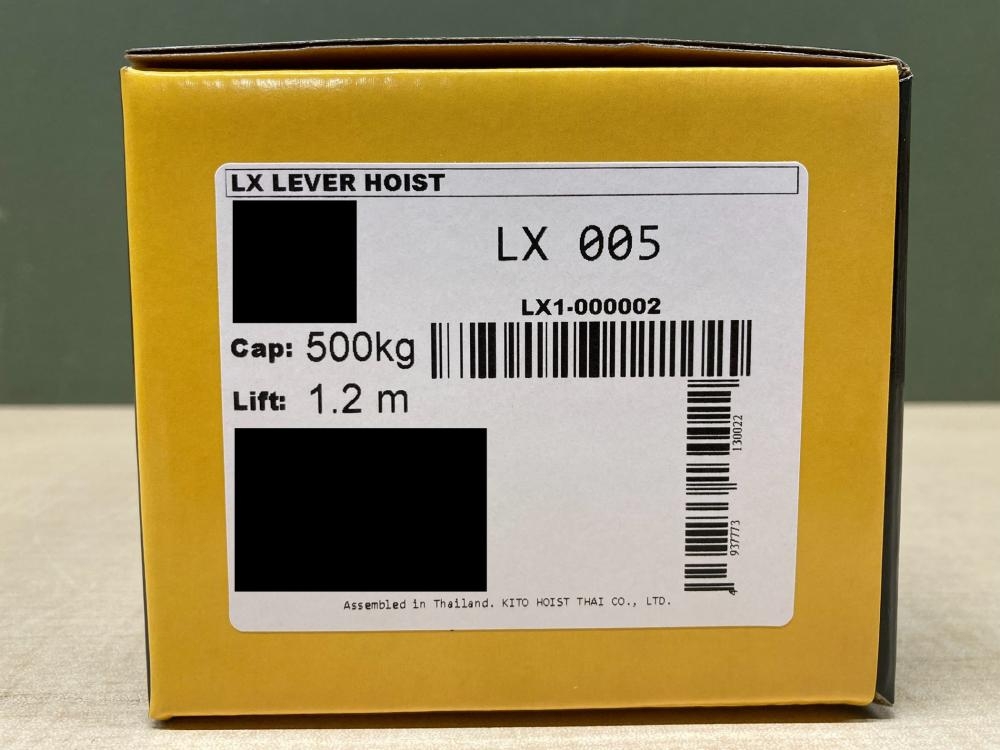 LX LEVER HOIST
LX 005
LX1-000002
Cap: 500kg
Lift: 1.2 m
4 937773 130022
Assembled in Thailand. KITO HOIST THAI CO., LTD.